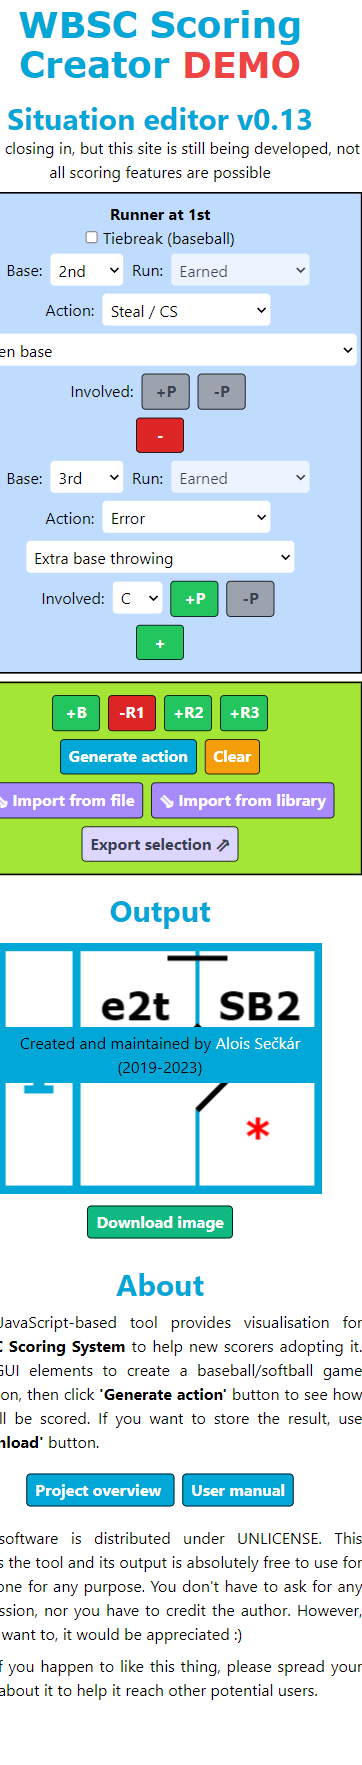 WBSC Scoring
Creator DEMO
Situation editor v0.13
closing in, but this site is still being developed, not
all scoring features are possible
Runner at 1st
Tiebreak (baseball)
Base: 2nd Run: Earned
Action: Steal / CS
en base
Involved: +P -P
-
Base: 3rd Run: Earned
Action: Error
Extra base throwing
Involved: C +P -P
+
+B -R1 +R2 +R3
Generate action Clear
⇘ Import from file ⇘ Import from library
Export selection ⇗
Output
e2t SB2
Created and maintained by Alois Sečkár
(2019-2023)
*
Download image
About
JavaScript-based tool provides visualisation for
C Scoring System to help new scorers adopting it.
GUI elements to create a baseball/softball game
on, then click 'Generate action' button to see how
ll be scored. If you want to store the result, use
nload' button.
Project overview User manual
software is distributed under UNLICENSE. This
s the tool and its output is absolutely free to use for
one for any purpose. You don't have to ask for any
ssion, nor you have to credit the author. However,
want to, it would be appreciated :)
f you happen to like this thing, please spread your
about it to help it reach other potential users.